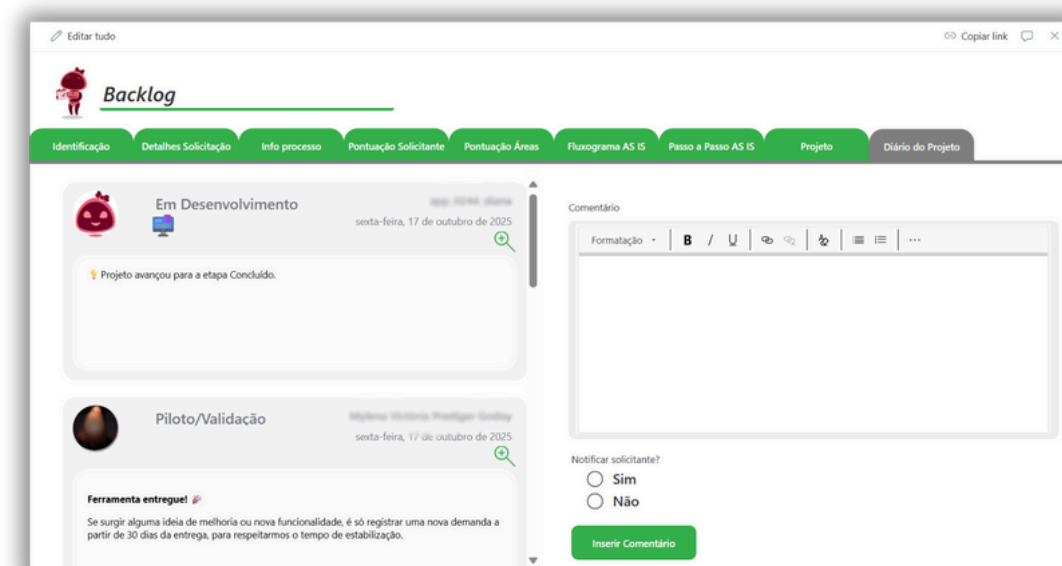 Editar tudo
Copiar link
Backlog
Identificação
Detalhes Solicitação
Info processo
Pontuação Solicitante
Pontuação Áreas
Fluxograma AS IS
Passo a Passo AS IS
Projeto
Diário do Projeto
Em Desenvolvimento
sexta-feira, 17 de outubro de 2025
Projeto avançou para a etapa Concluído.
Piloto/Validação
sexta-feira, 17 de outubro de 2025
Ferramenta entregue! 🎉
Se surgir alguma ideia de melhoria ou nova funcionalidade, é só registrar uma nova demanda a
partir de 30 dias da entrega, para respeitarmos o tempo de estabilização.
Comentário
Formatação
B I U
Notificar solicitante?
Sim
Não
Inserir Comentário